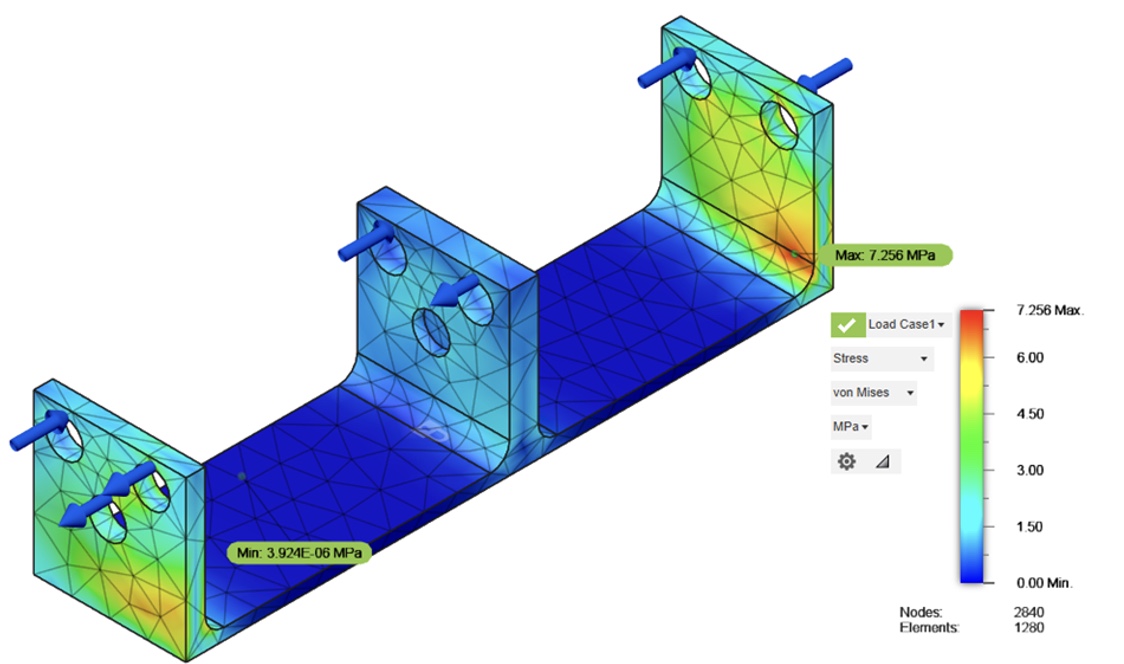 Max: 7.256 MPa
Load Case1
7.256 Max.
Stress
6.00
von Mises
4.50
MPa
3.00
1.50
Min: 3.924E-06 MPa
0.00 Min.
Nodes: 2840
Elements: 1280